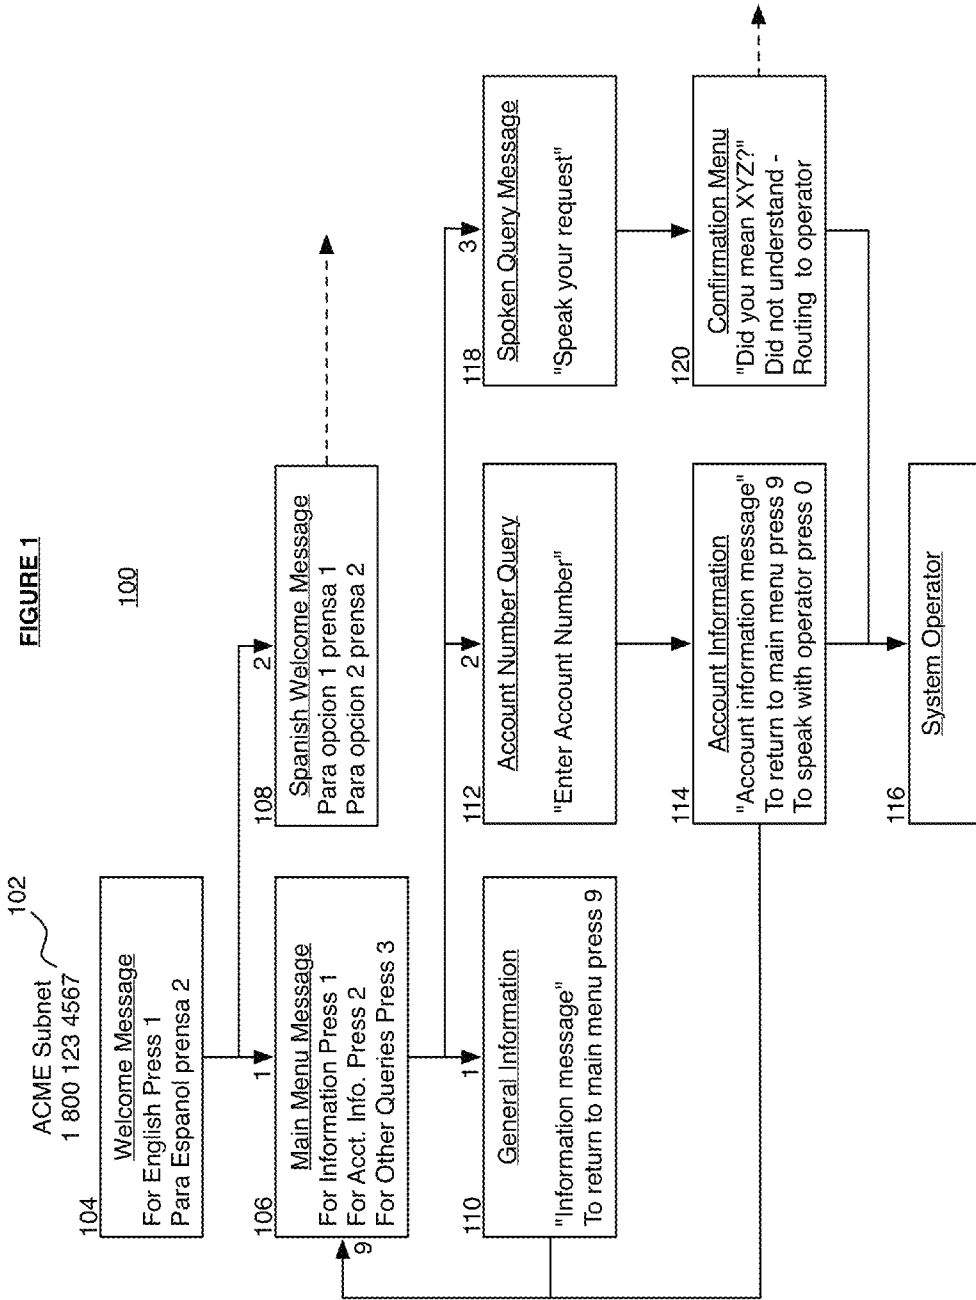 FIGURE 1
100
ACME Subnet
1 800 123 4567
102
104
Welcome Message
For English Press 1
Para Espanol prensa 2
1
2
106
Main Menu Message
For Information Press 1
For Acct. Info. Press 2
For Other Queries Press 3
9
108
Spanish Welcome Message
Para opcion 1 prensa 1
Para opcion 2 prensa 2
1
2
3
110
General Information
"Information message"
To return to main menu press 9
112
Account Number Query
"Enter Account Number"
118
Spoken Query Message
"Speak your request"
114
Account Information
"Account information message"
To return to main menu press 9
To speak with operator press 0
120
Confirmation Menu
"Did you mean XYZ?"
Did not understand -
Routing to operator
116
System Operator